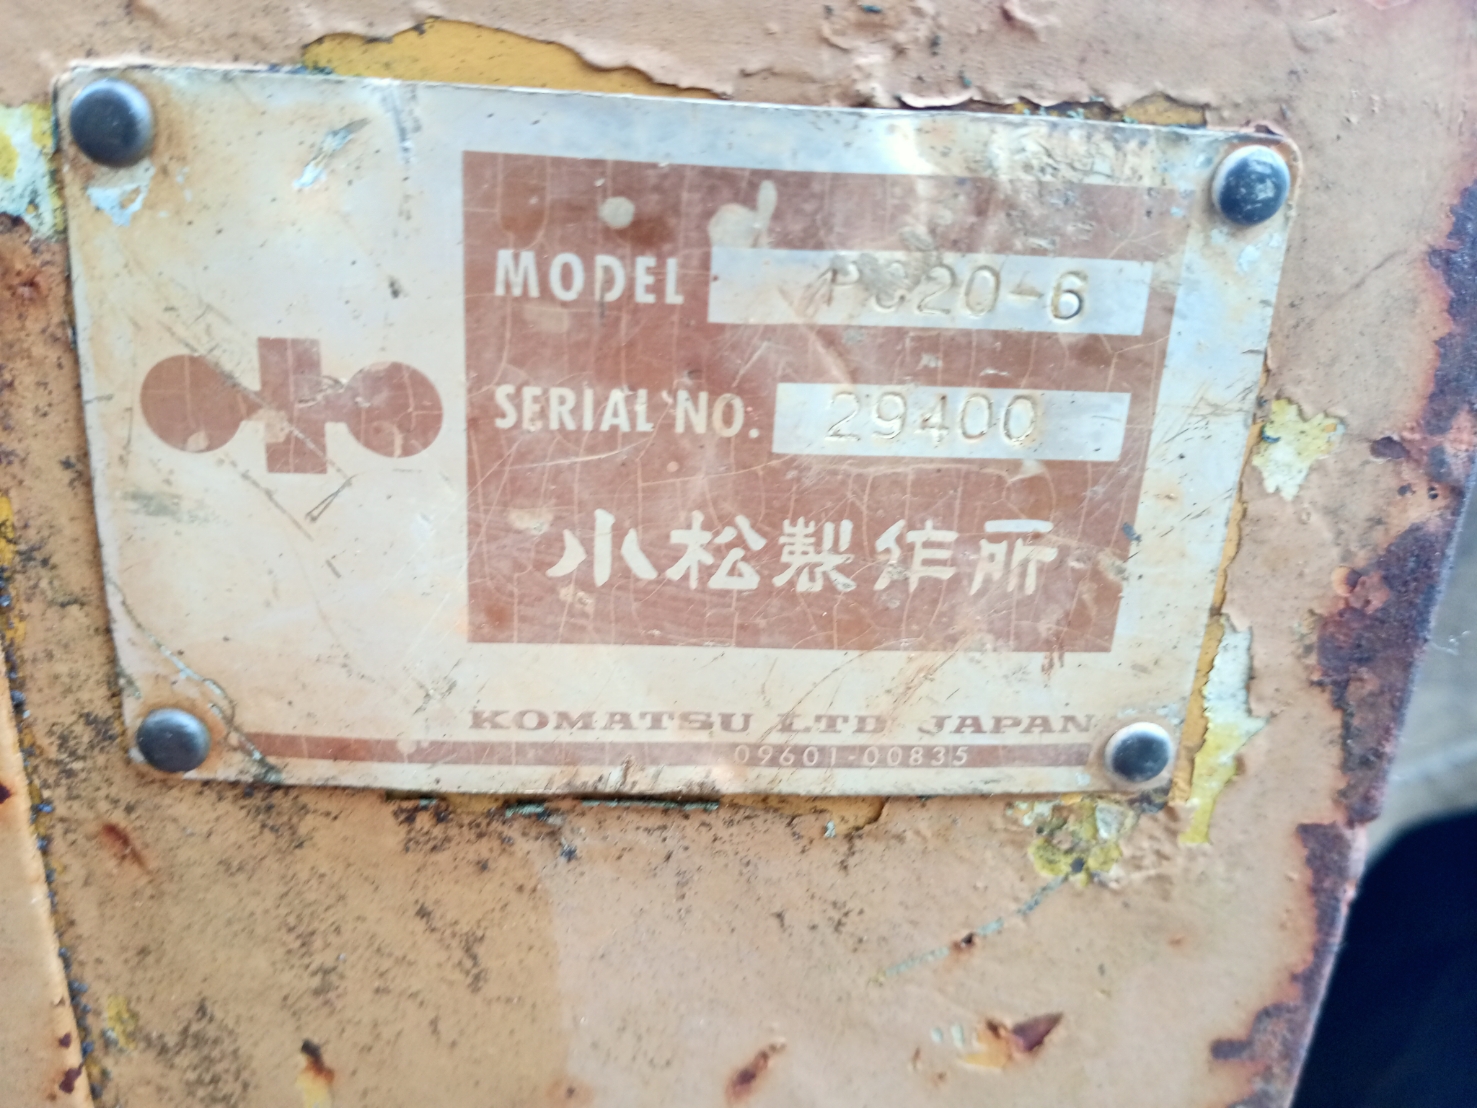 MODEL PC20-6
SERIAL NO. 29400
小松製作所
KOMATSU LTD JAPAN
09601-00835